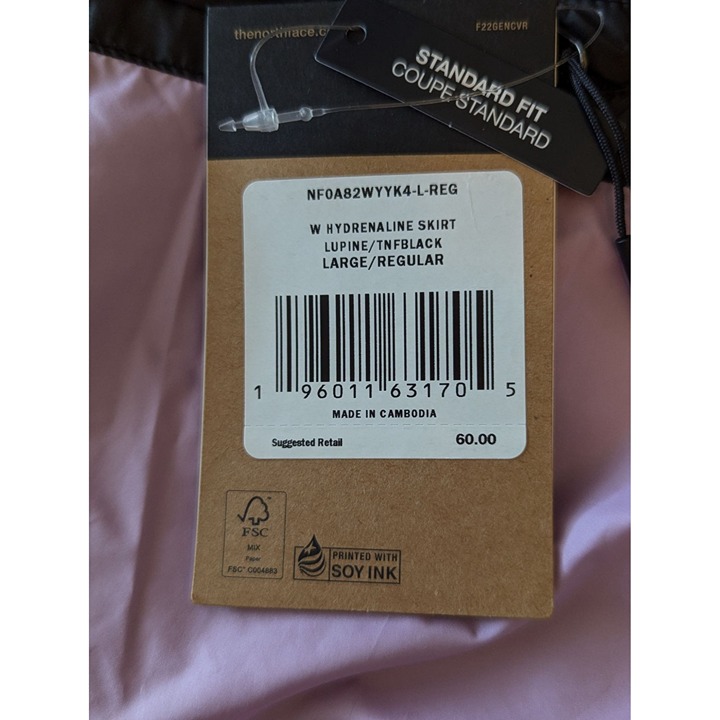 thenorthface.c
F22GENCVR
STANDARD FIT
COUPE STANDARD
NF0A82WYYK4-L-REG
W HYDRENALINE SKIRT
LUPINE/TNFBLACK
LARGE/REGULAR
1 96011 63170 5
MADE IN CAMBODIA
Suggested Retail 60.00
FSC
MIX
Paper
FSC® C004863
PRINTED WITH
SOY INK